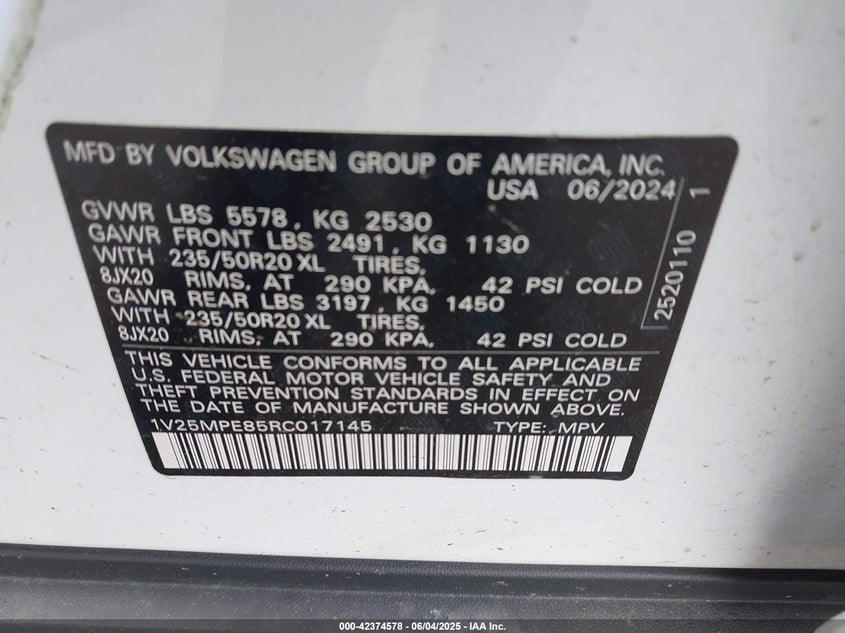 MFD BY VOLKSWAGEN GROUP OF AMERICA, INC.
USA 06/2024
GVWR LBS 5578, KG 2530
GAWR FRONT LBS 2491, KG 1130
WITH 235/50R20 XL TIRES,
8JX20 RIMS, AT 290 KPA, 42 PSI COLD
GAWR REAR LBS 3197, KG 1450
WITH 235/50R20 XL TIRES,
8JX20 RIMS, AT 290 KPA, 42 PSI COLD
2520110 1
THIS VEHICLE CONFORMS TO ALL APPLICABLE
U.S. FEDERAL MOTOR VEHICLE SAFETY AND
THEFT PREVENTION STANDARDS IN EFFECT ON
THE DATE OF MANUFACTURE SHOWN ABOVE.
1V25MPE85RC017145 TYPE: MPV
000-42374578 - 06/04/2025 - IAA Inc.